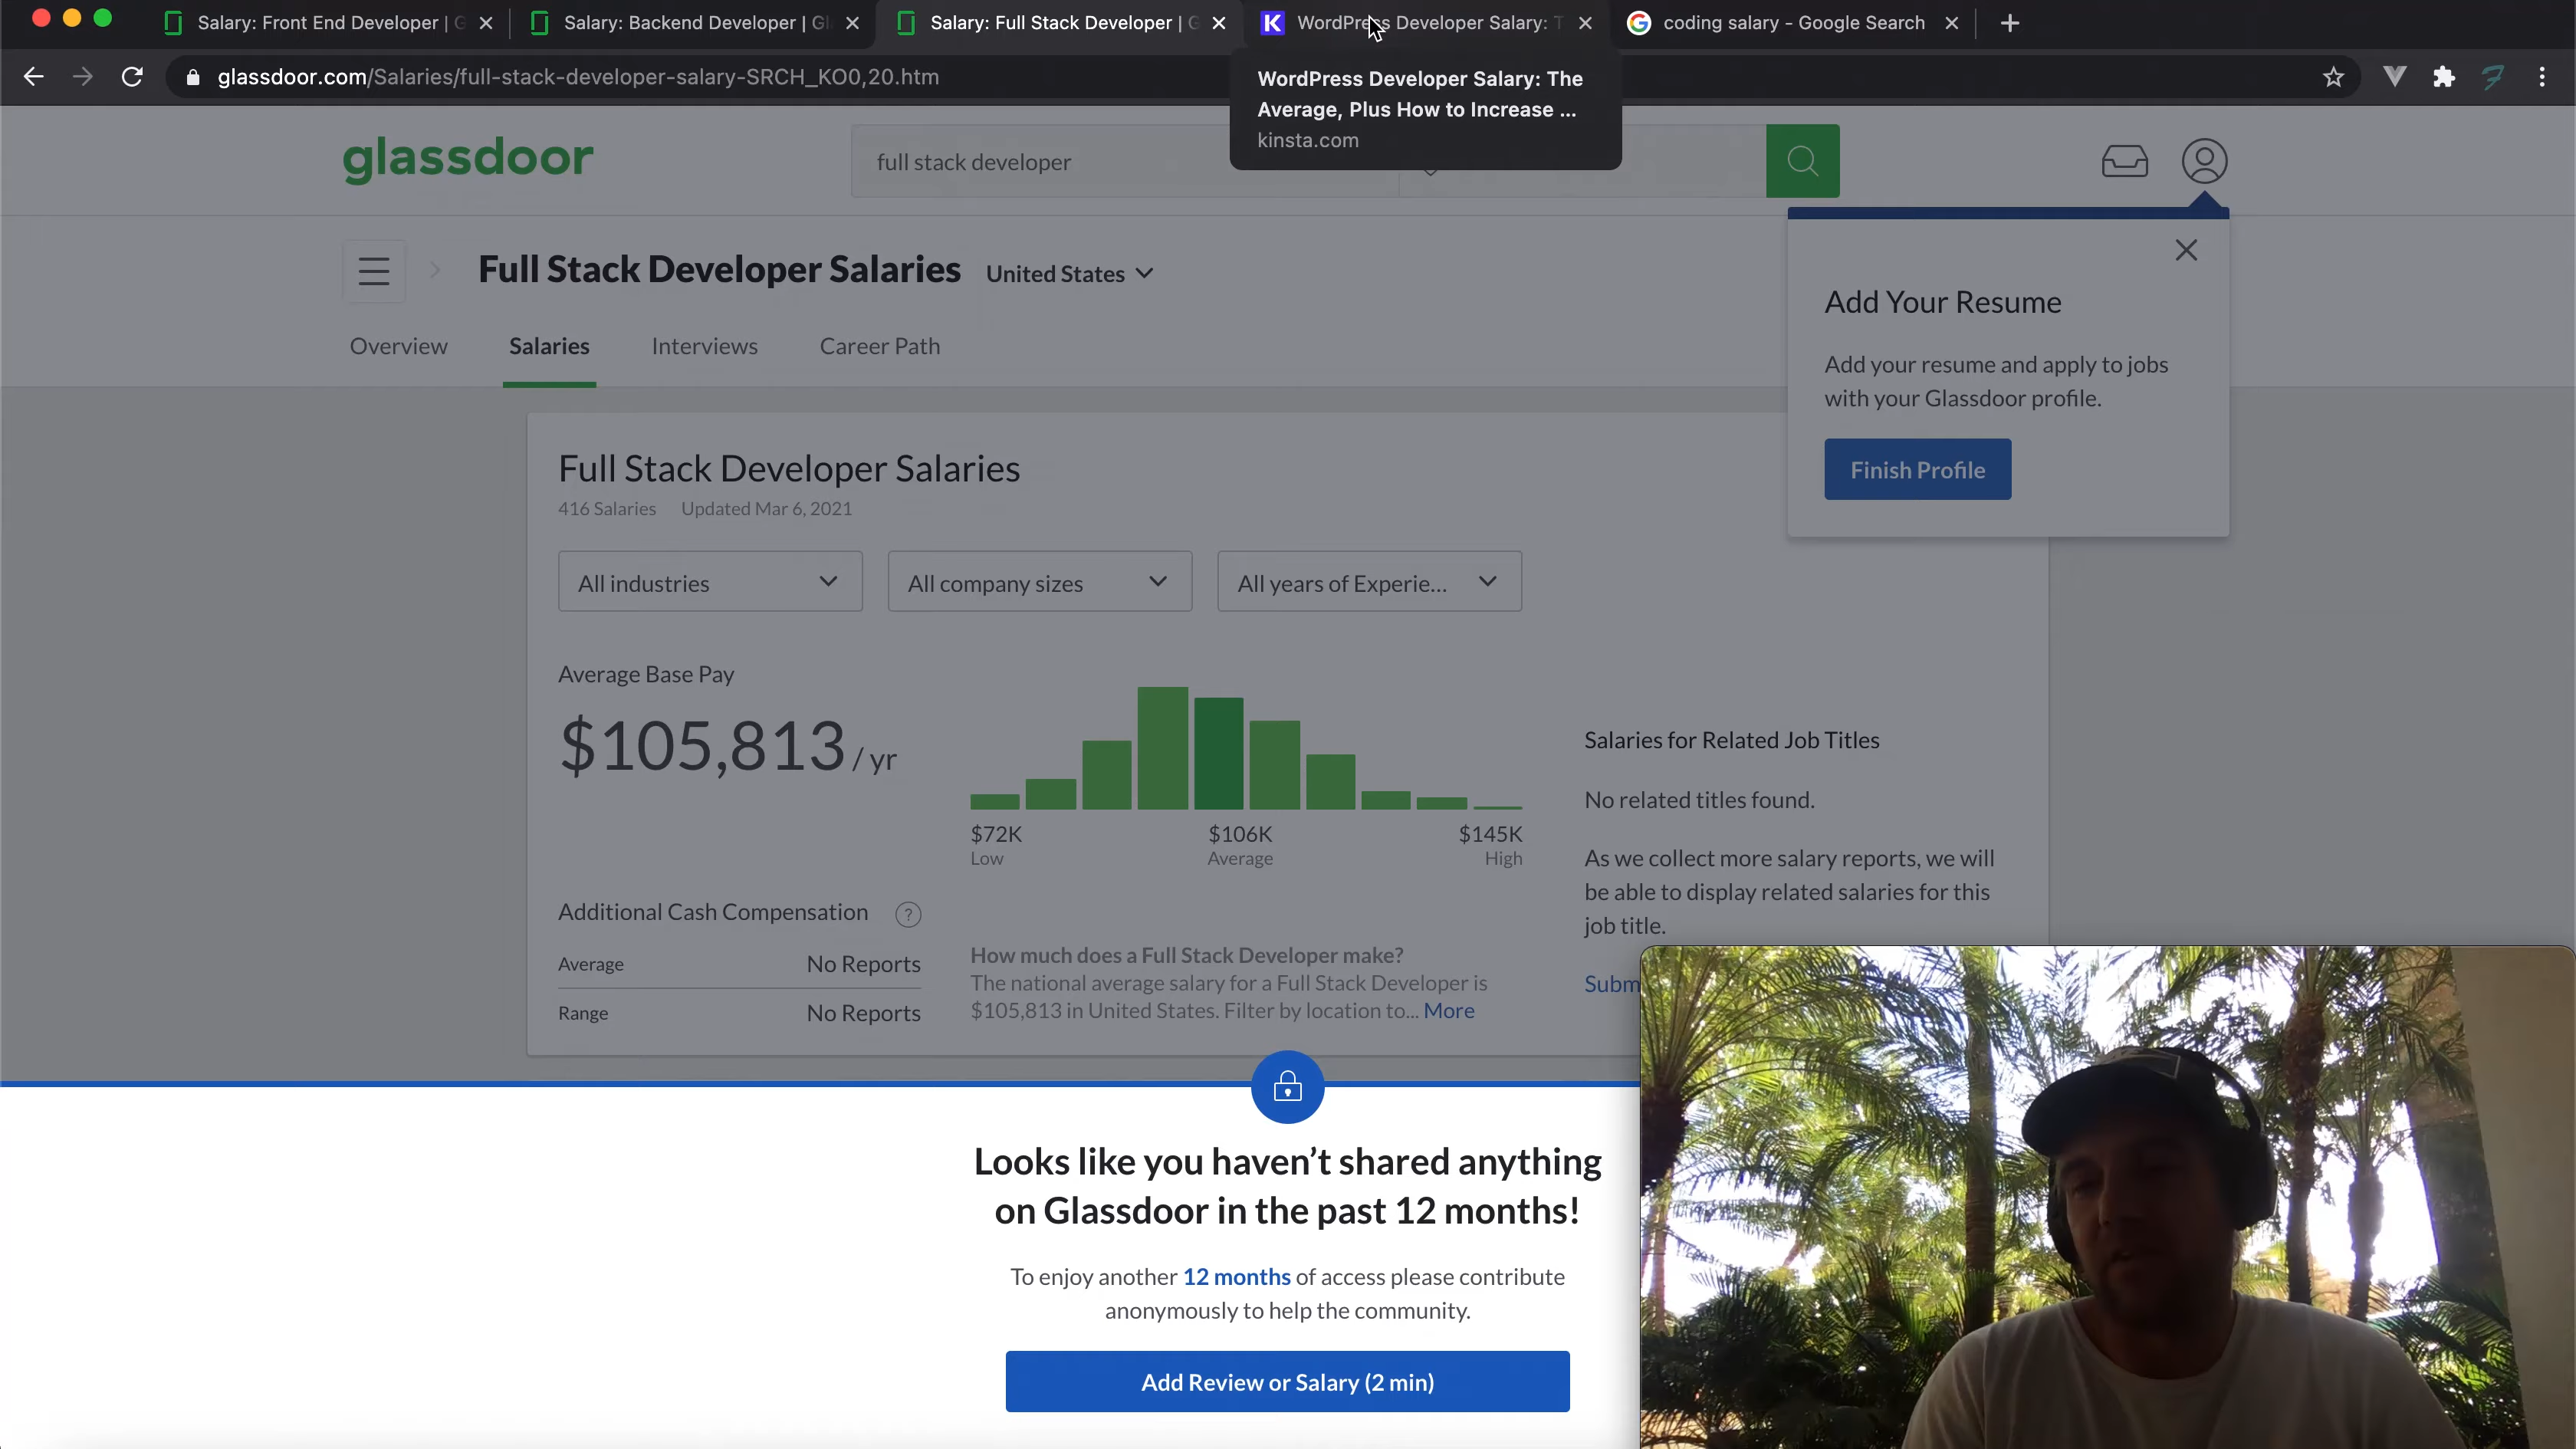 Salary: Front End Developer | G
Salary: Backend Developer | Gl
Salary: Full Stack Developer | G
WordPress Developer Salary: T
coding salary - Google Search
glassdoor.com/Salaries/full-stack-developer-salary-SRCH_KO0,20.htm
WordPress Developer Salary: The
Average, Plus How to Increase ...
kinsta.com
glassdoor
full stack developer
Full Stack Developer Salaries
United States
Overview
Salaries
Interviews
Career Path
Add Your Resume
Add your resume and apply to jobs
with your Glassdoor profile.
Finish Profile
Full Stack Developer Salaries
416 Salaries Updated Mar 6, 2021
All industries
All company sizes
All years of Experie...
Average Base Pay
$105,813 / yr
$72K
Low
$106K
Average
$145K
High
Additional Cash Compensation ?
Average No Reports
Range No Reports
How much does a Full Stack Developer make?
The national average salary for a Full Stack Developer is
$105,813 in United States. Filter by location to... More
Salaries for Related Job Titles
No related titles found.
As we collect more salary reports, we will
be able to display related salaries for this
job title.
Subm
Looks like you haven't shared anything
on Glassdoor in the past 12 months!
To enjoy another 12 months of access please contribute
anonymously to help the community.
Add Review or Salary (2 min)